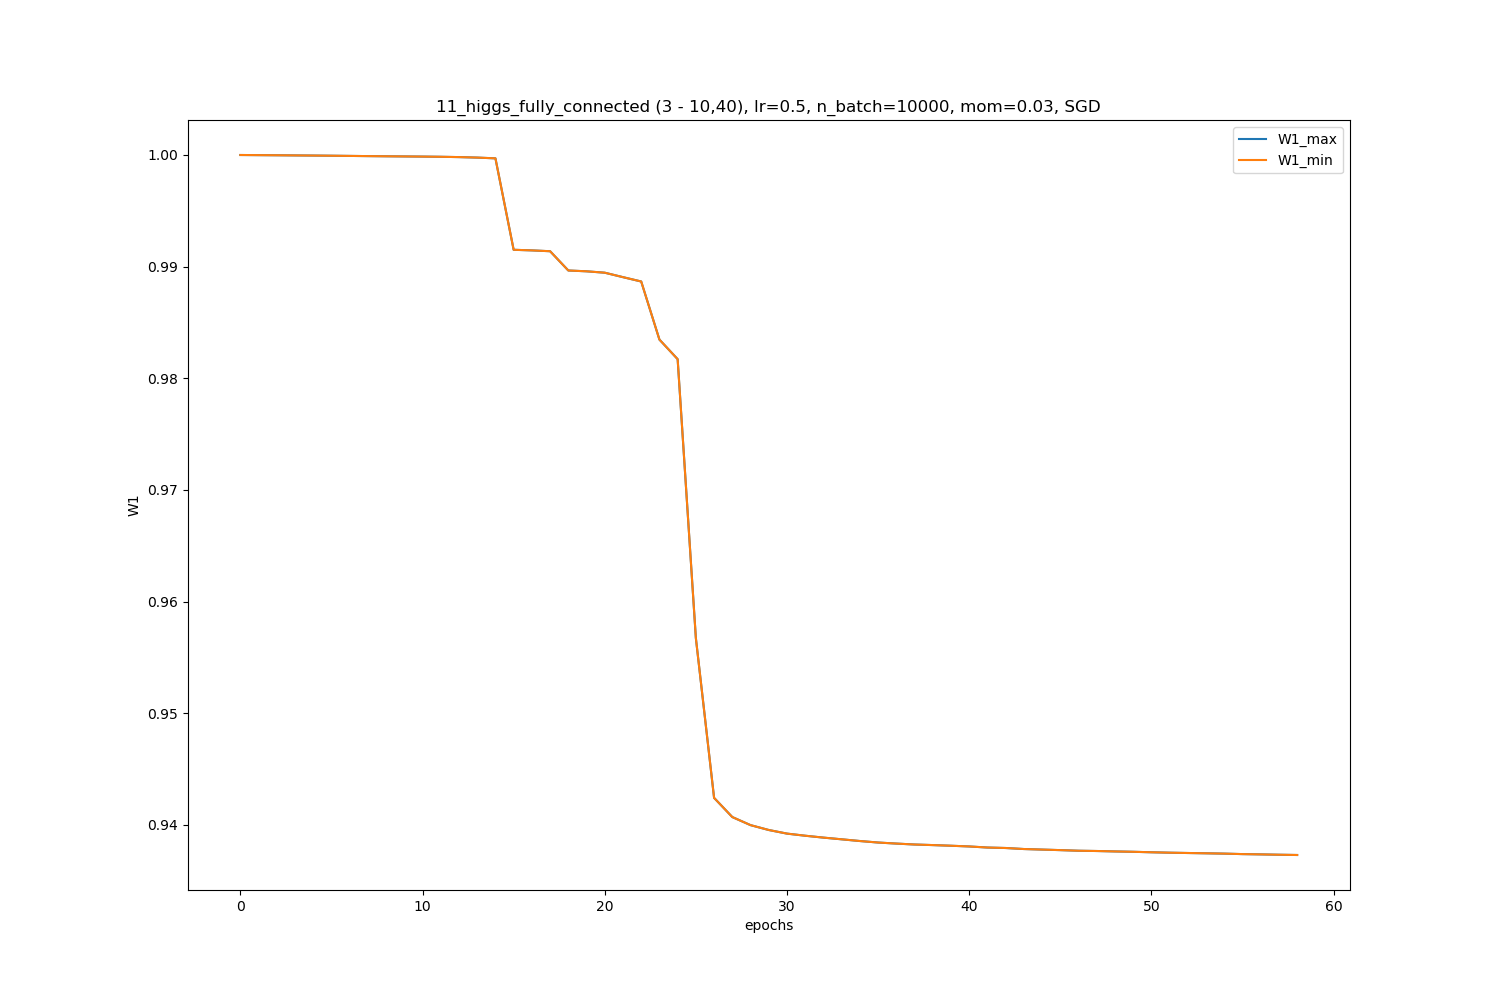 11_higgs_fully_connected (3 - 10,40), lr=0.5, n_batch=10000, mom=0.03, SGD
W1_max
W1_min
1.00
0.99
0.98
0.97
0.96
0.95
0.94
W1
0 10 20 30 40 50 60
epochs